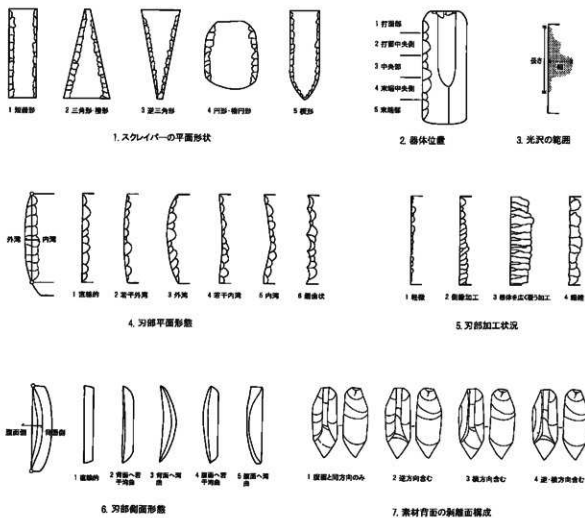 1 短冊形
2 三角形・撥形
3 逆三角形
4 円形・楕円形
5 槍形
1. スクレイパーの平面形状
1 打面部
2 打面中央側
3 中央部
4 末端中央側
5 末端部
2. 器体位置
長さ
幅
3. 光沢の範囲
外湾
内湾
1 直線的
2 若干外湾
3 外湾
4 若干内湾
5 内湾
6 鋸歯状
4. 刃部平面形態
1 軽微
2 側縁加工
3 器体を広く覆う加工
5. 刃部加工状況
腹面側
背面側
1 直線的
2 背面へ若干湾曲
3 背面へ湾曲
4 腹面へ若干湾曲
5 腹面へ湾曲
6. 刃部側面形態
1 腹面と同方向のみ
2 逆方向含む
3 横方向含む
4 逆・横方向含む
7. 素材背面の剥離面構成